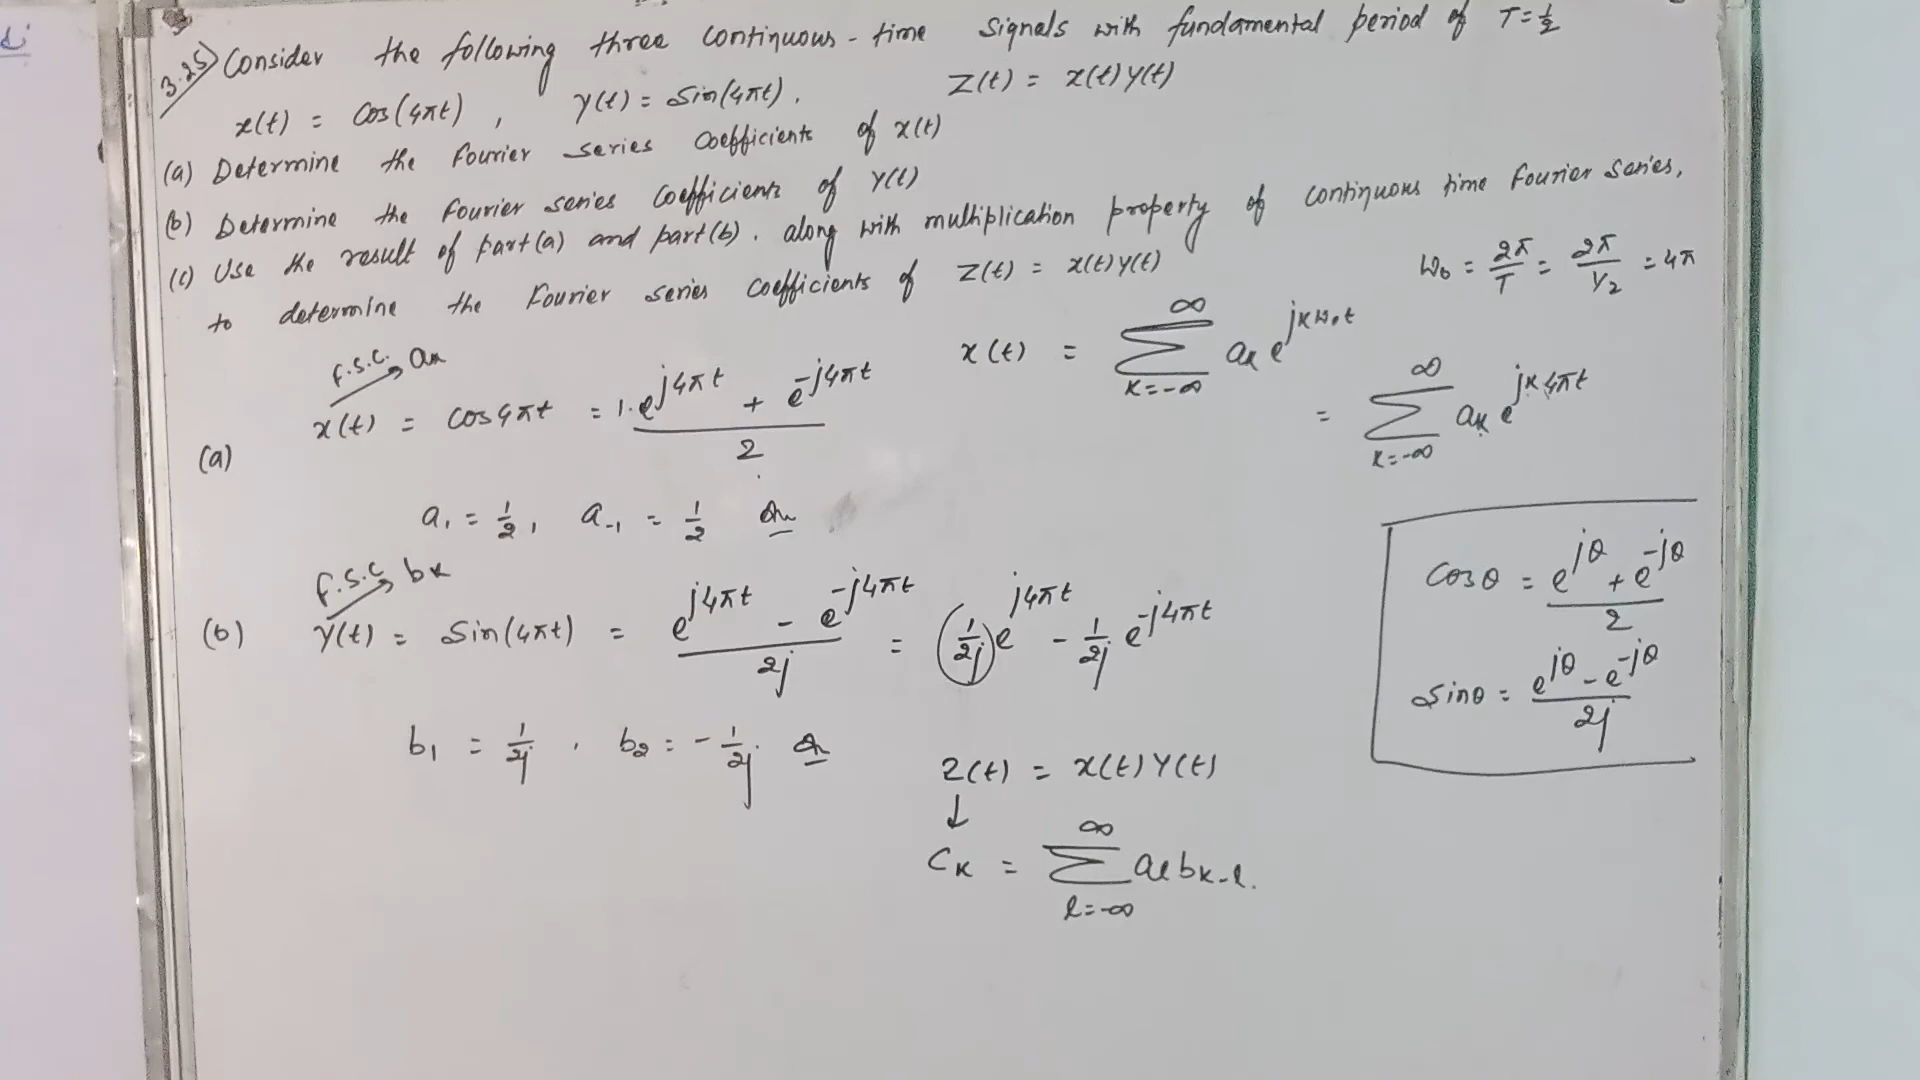 3.25) Consider the following three continuous-time signals with fundamental period of T=1/2
x(t) = cos(4πt), y(t) = sin(4πt). z(t) = x(t)y(t)
(a) Determine the Fourier series coefficients of x(t)
(b) Determine the Fourier series coefficients of y(t)
(c) Use the result of part(a) and part(b). along with multiplication property of continuous time Fourier series,
to determine the Fourier series coefficients of z(t) = x(t)y(t)
ω₀ = 2π/T = 2π/(1/2) = 4π
F.S.C. aₖ
(a) x(t) = cos4πt = (1·e^{j4πt} + e^{-j4πt})/2
x(t) = Σ_{k=-∞}^{∞} aₖ e^{jkω₀t}
= Σ_{k=-∞}^{∞} aₖ e^{jk4πt}
a₁ = 1/2, a₋₁ = 1/2
F.S.C. bₖ
(b) y(t) = sin(4πt) = (e^{j4πt} - e^{-j4πt})/2j = (1/2j)e^{j4πt} - 1/2j e^{-j4πt}
cosθ = (e^{jθ} + e^{-jθ})/2
sinθ = (e^{jθ} - e^{-jθ})/2j
b₁ = 1/2j, b₂ = -1/2j
z(t) = x(t)y(t)
↓
cₖ = Σ_{l=-∞}^{∞} aₗ bₖ₋ₗ.